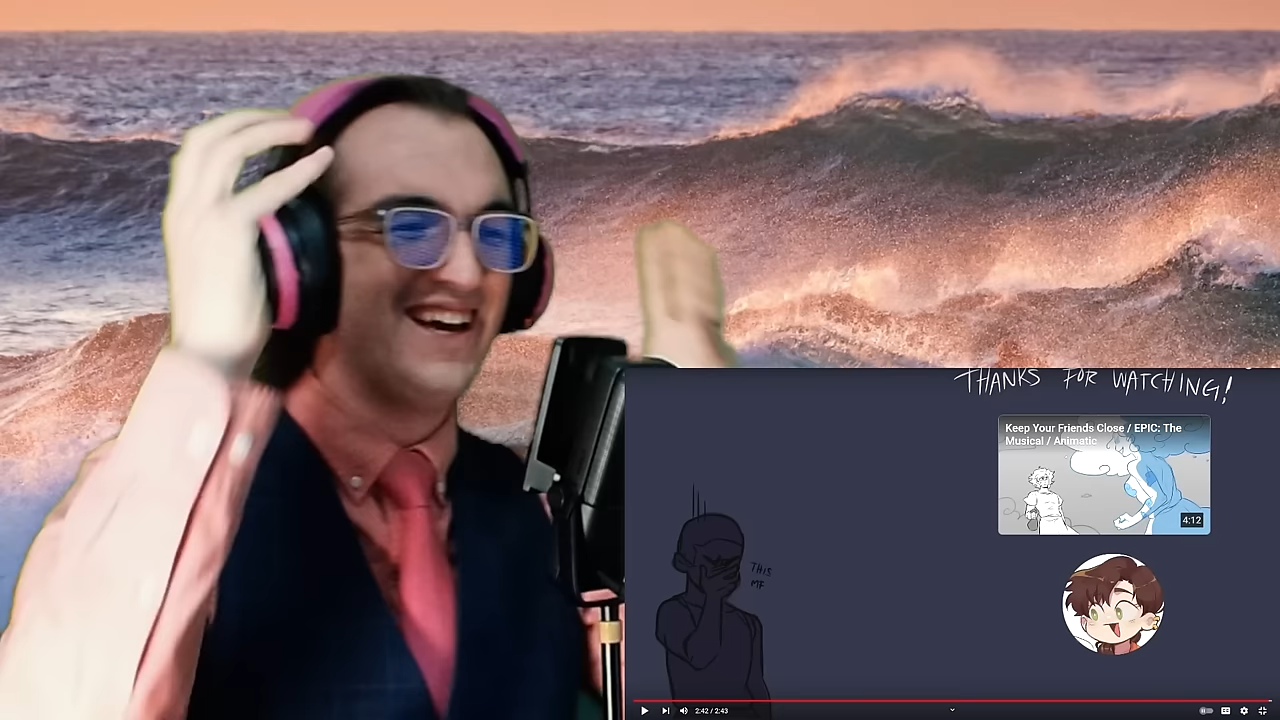 THANKS FOR WATCHING!
Keep Your Friends Close / EPIC: The
Musical / Animatic
4:12
THIS
MF
2:42 / 2:43